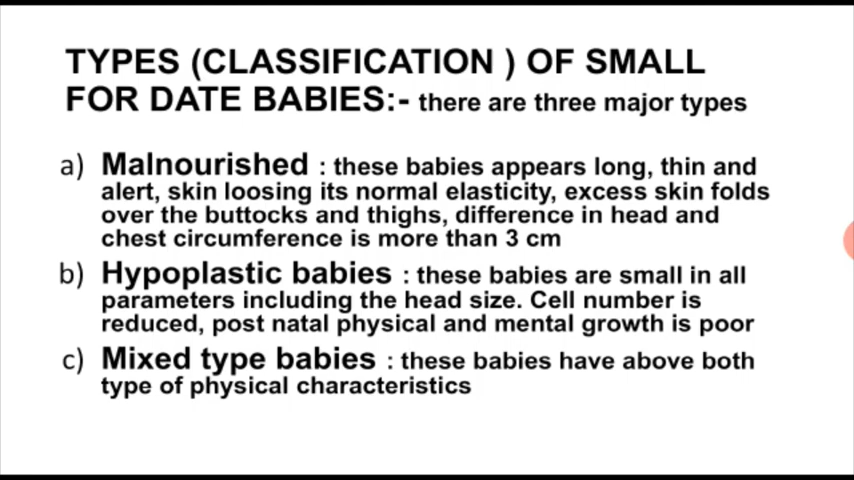 TYPES (CLASSIFICATION ) OF SMALL
FOR DATE BABIES:- there are three major types
a) Malnourished : these babies appears long, thin and
alert, skin loosing its normal elasticity, excess skin folds
over the buttocks and thighs, difference in head and
chest circumference is more than 3 cm
b) Hypoplastic babies : these babies are small in all
parameters including the head size. Cell number is
reduced, post natal physical and mental growth is poor
c) Mixed type babies : these babies have above both
type of physical characteristics